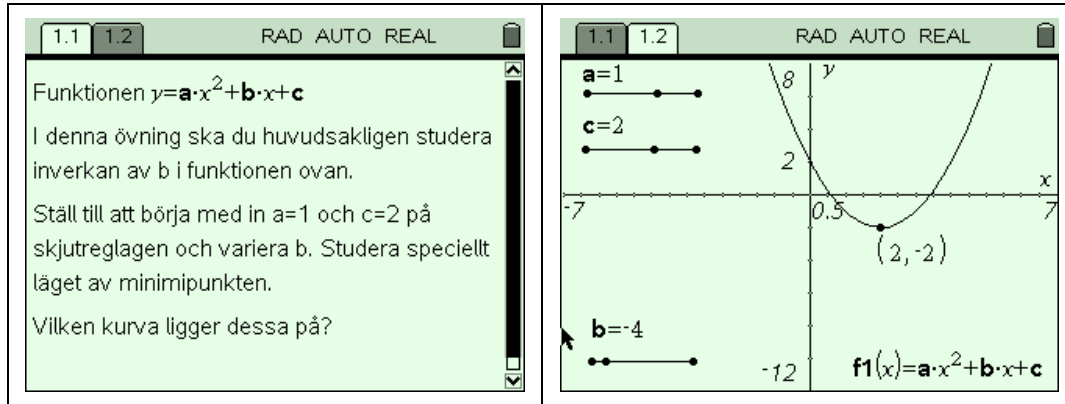 1.1 1.2 RAD AUTO REAL
Funktionen y=a·x²+b·x+c
I denna övning ska du huvudsakligen studera
inverkan av b i funktionen ovan.
Ställ till att börja med in a=1 och c=2 på
skjutreglagen och variera b. Studera speciellt
läget av minimipunkten.
Vilken kurva ligger dessa på?
1.1 1.2 RAD AUTO REAL
a=1
8 y
c=2
2
x
-7 0.5 7
(2,-2)
b=-4
-12 f1(x)=a·x²+b·x+c